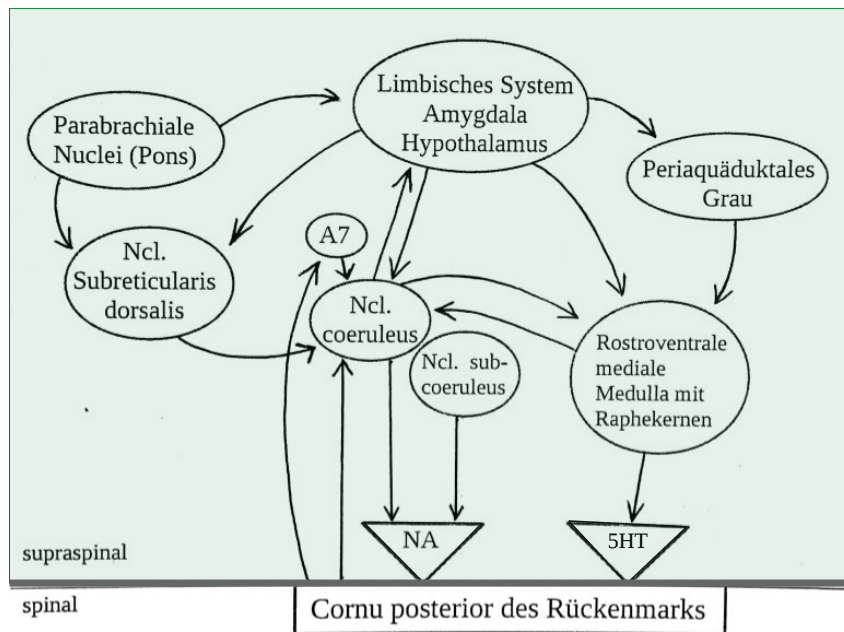 Limbisches System
Amygdala
Hypothalamus
Parabrachiale
Nuclei (Pons)
Periaquäduktales
Grau
A7
Ncl.
Subreticularis
dorsalis
Ncl.
coeruleus
Ncl. sub-
coeruleus
Rostroventrale
mediale
Medulla mit
Raphekernen
NA
5HT
supraspinal
spinal
Cornu posterior des Rückenmarks